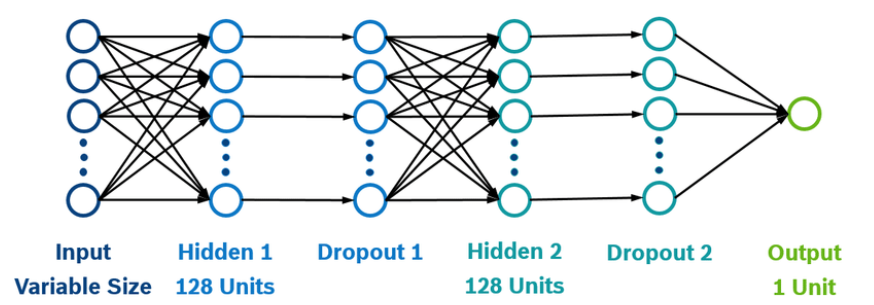 Input
Variable Size
Hidden 1
128 Units
Dropout 1
Hidden 2
128 Units
Dropout 2
Output
1 Unit